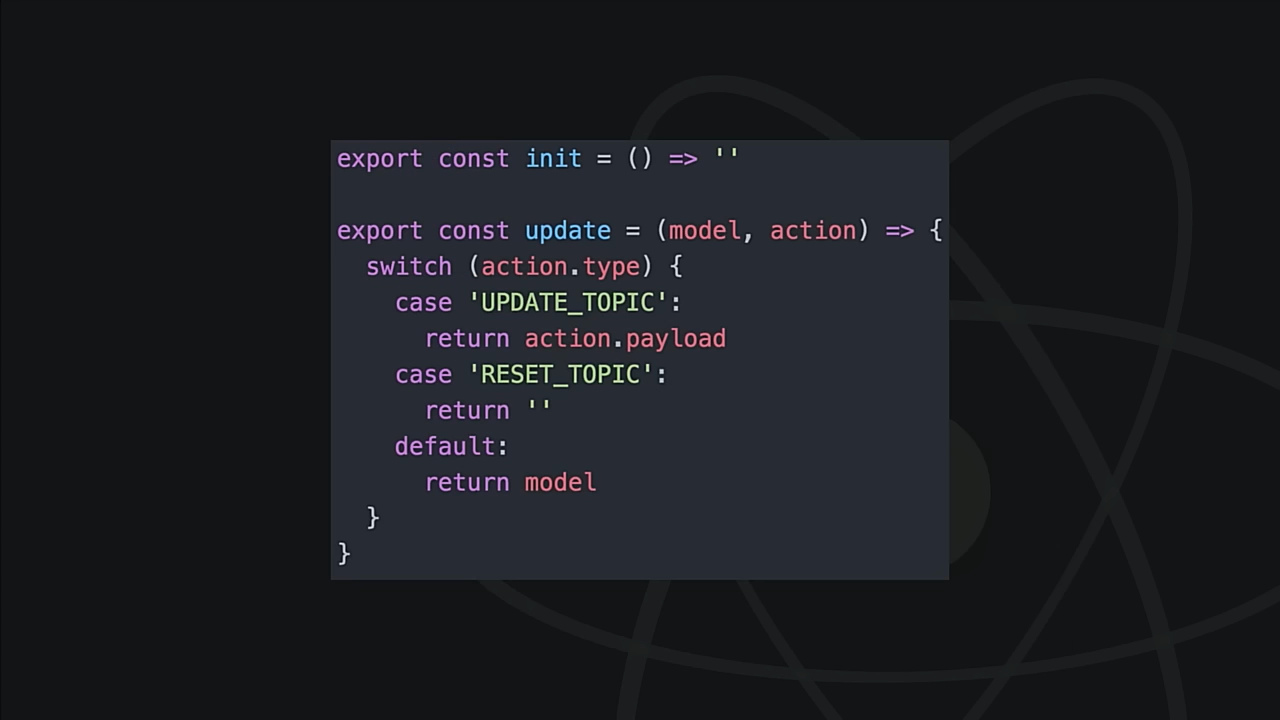 export const init = () => ''

export const update = (model, action) => {
  switch (action.type) {
    case 'UPDATE_TOPIC':
      return action.payload
    case 'RESET_TOPIC':
      return ''
    default:
      return model
  }
}